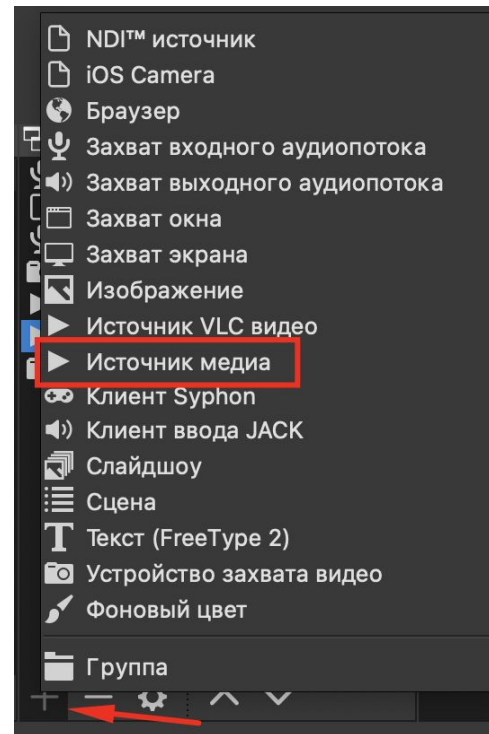 NDI™ источник
iOS Camera
Браузер
Захват входного аудиопотока
Захват выходного аудиопотока
Захват окна
Захват экрана
Изображение
Источник VLC видео
Источник медиа
Клиент Syphon
Клиент ввода JACK
Слайдшоу
Сцена
Текст (FreeType 2)
Устройство захвата видео
Фоновый цвет
Группа